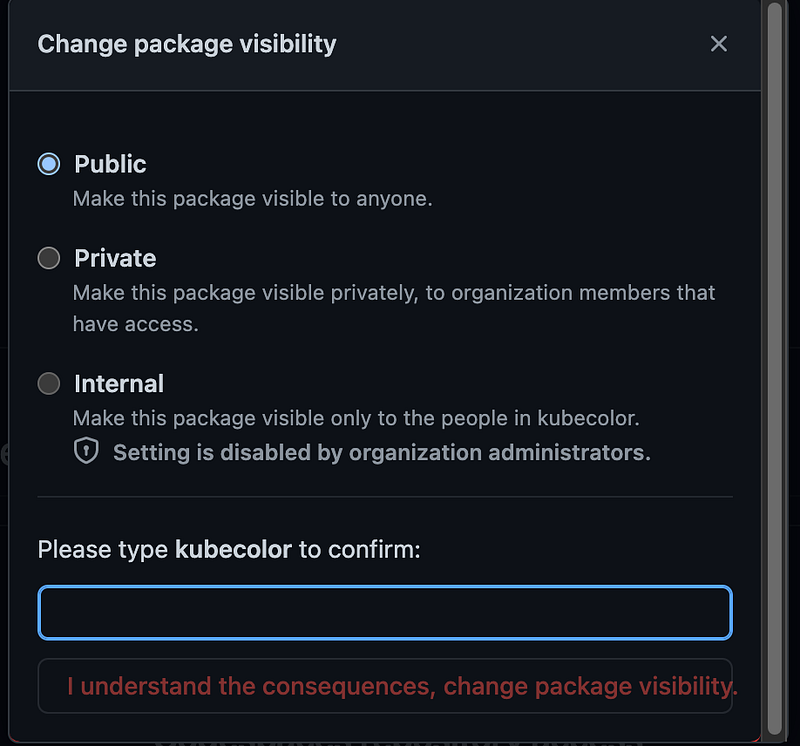 Change package visibility
Public
Make this package visible to anyone.
Private
Make this package visible privately, to organization members that
have access.
Internal
Make this package visible only to the people in kubecolor.
Setting is disabled by organization administrators.
Please type kubecolor to confirm:
I understand the consequences, change package visibility.